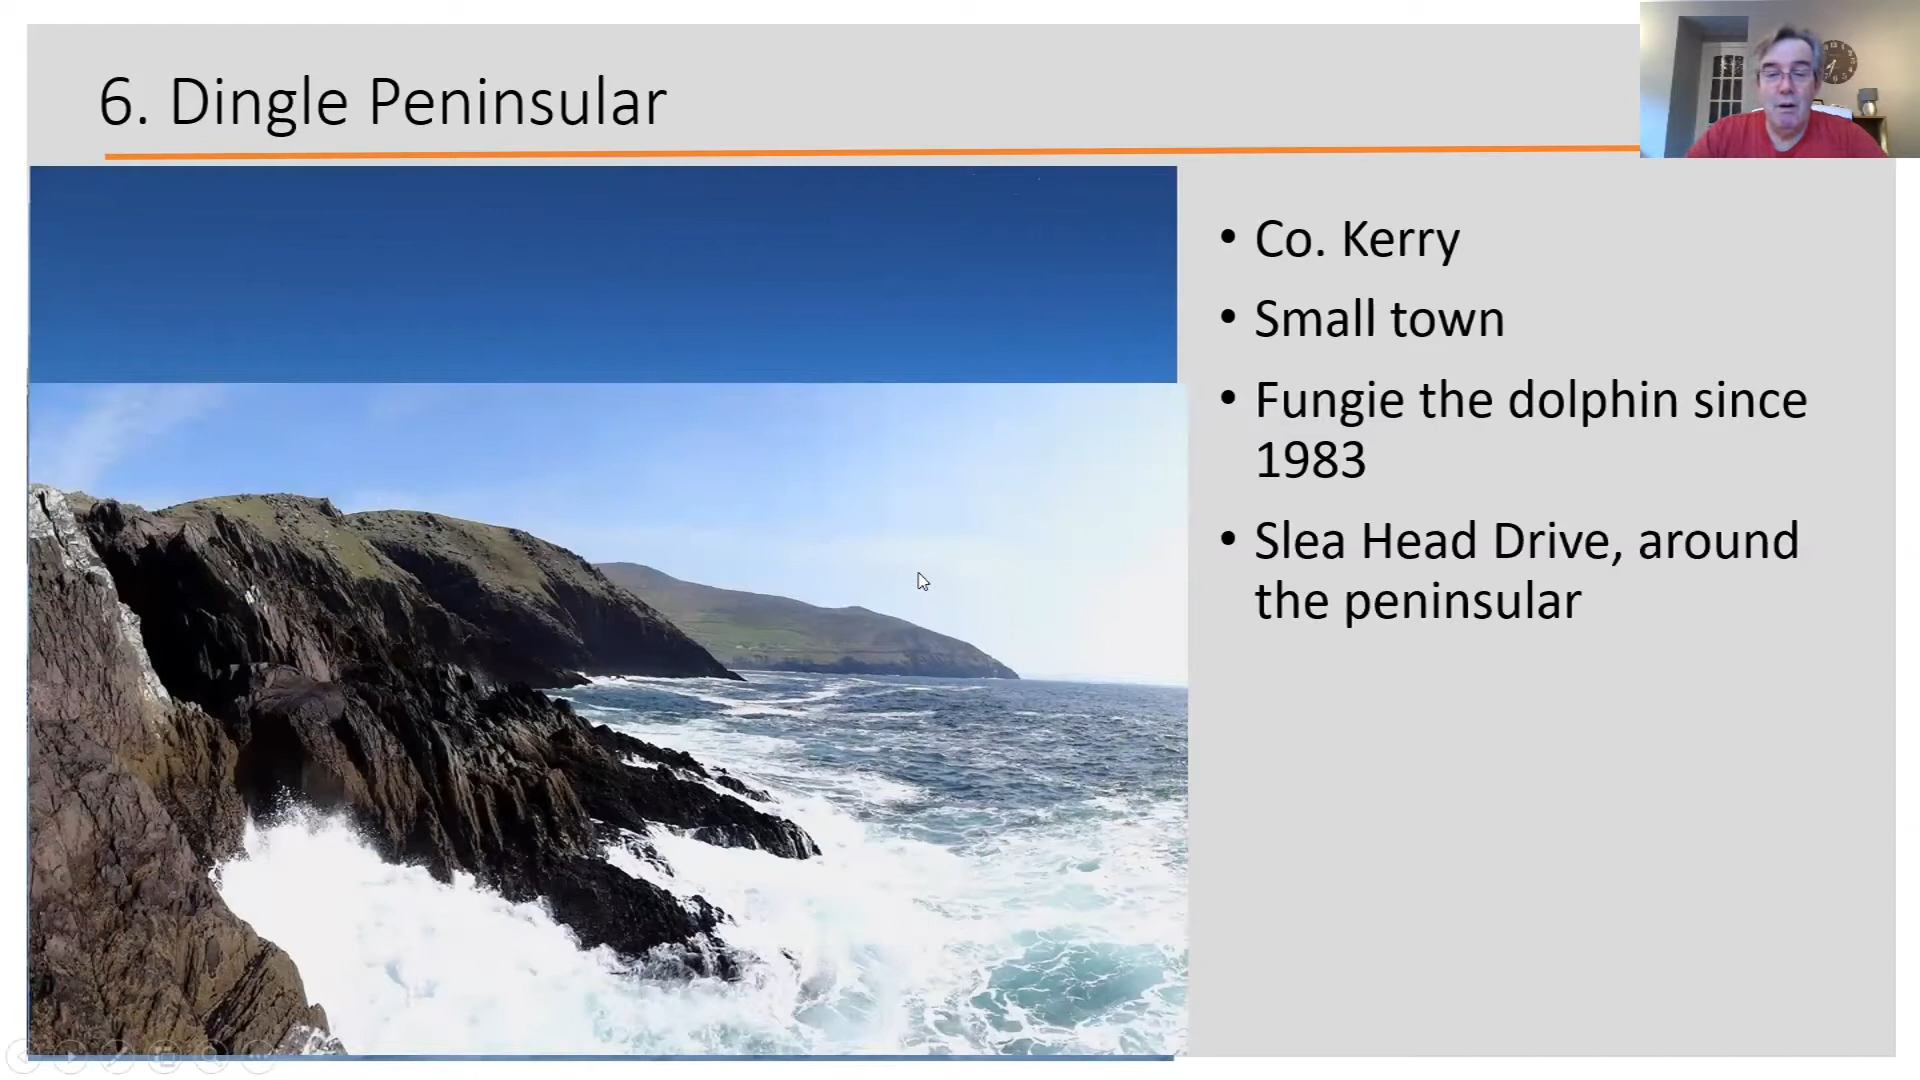 6. Dingle Peninsular
• Co. Kerry
• Small town
• Fungie the dolphin since
1983
• Slea Head Drive, around
the peninsular